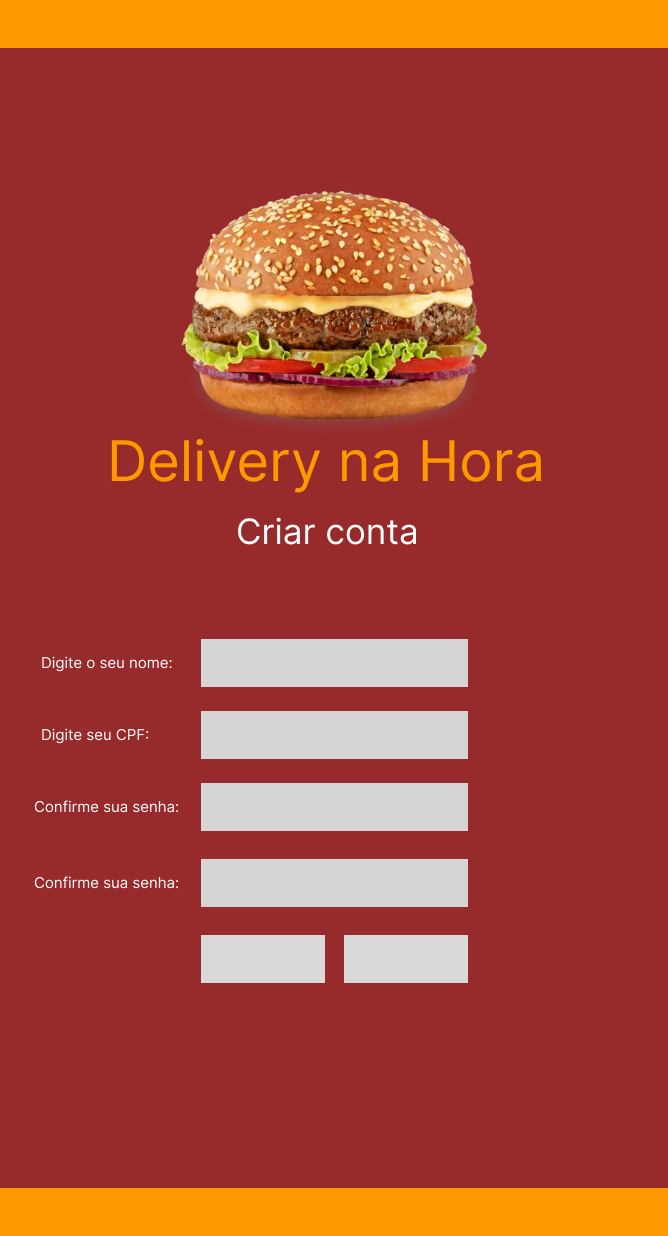 Delivery na Hora
Criar conta
Digite o seu nome:
Digite seu CPF:
Confirme sua senha:
Confirme sua senha: